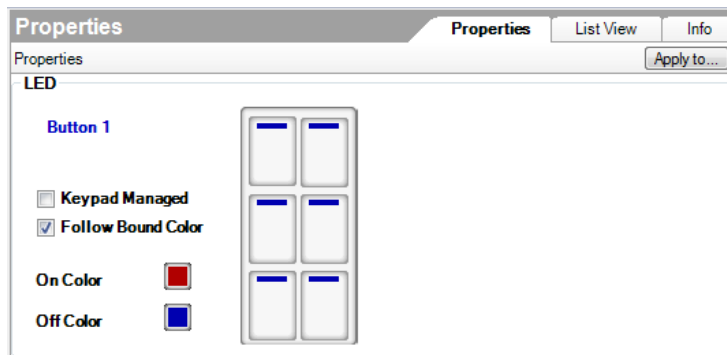 Properties Properties List View Info
Properties Apply to...
LED
Button 1
Keypad Managed
Follow Bound Color
On Color
Off Color